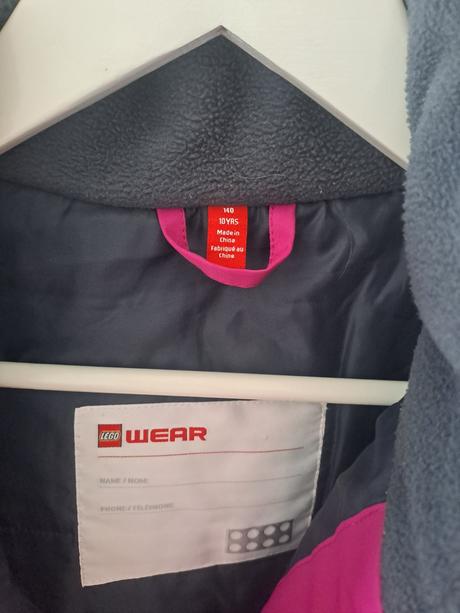 140
10YRS
Made in
China
Fabriqué au
Chine
LEGO WEAR
NAME / NOM:
PHONE / TÉLÉPHONE